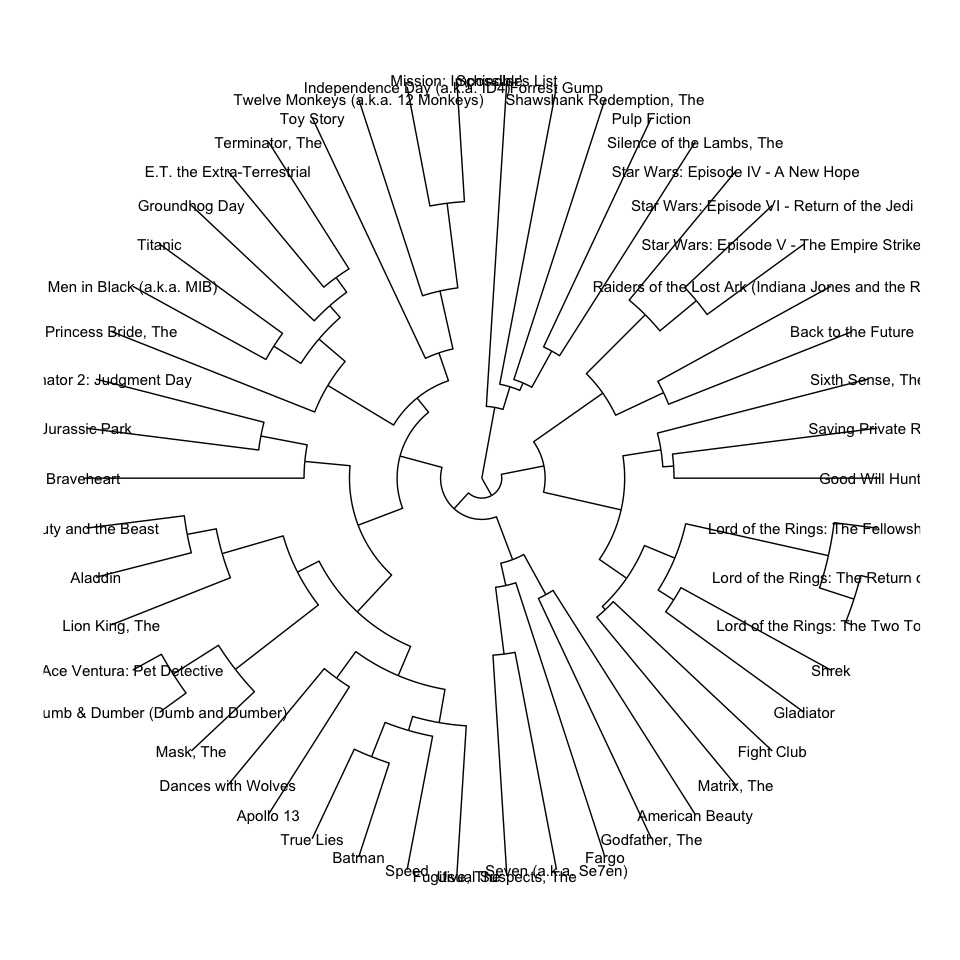 Mission: Impossible
Schindler's List
Independence Day (a.k.a. ID4)
Forrest Gump
Twelve Monkeys (a.k.a. 12 Monkeys)
Shawshank Redemption, The
Toy Story
Pulp Fiction
Terminator, The
Silence of the Lambs, The
E.T. the Extra-Terrestrial
Star Wars: Episode IV - A New Hope
Groundhog Day
Star Wars: Episode VI - Return of the Jedi
Titanic
Star Wars: Episode V - The Empire Strike
Men in Black (a.k.a. MIB)
Raiders of the Lost Ark (Indiana Jones and the R
Princess Bride, The
Back to the Future
nator 2: Judgment Day
Sixth Sense, The
Jurassic Park
Saving Private R
Braveheart
Good Will Hunt
uty and the Beast
Lord of the Rings: The Fellowsh
Aladdin
Lord of the Rings: The Return o
Lion King, The
Lord of the Rings: The Two To
Ace Ventura: Pet Detective
Shrek
umb & Dumber (Dumb and Dumber)
Gladiator
Mask, The
Fight Club
Dances with Wolves
Matrix, The
Apollo 13
American Beauty
True Lies
Godfather, The
Batman
Fargo
Speed
Seven (a.k.a. Se7en)
Fugitive, The
Usual Suspects, The